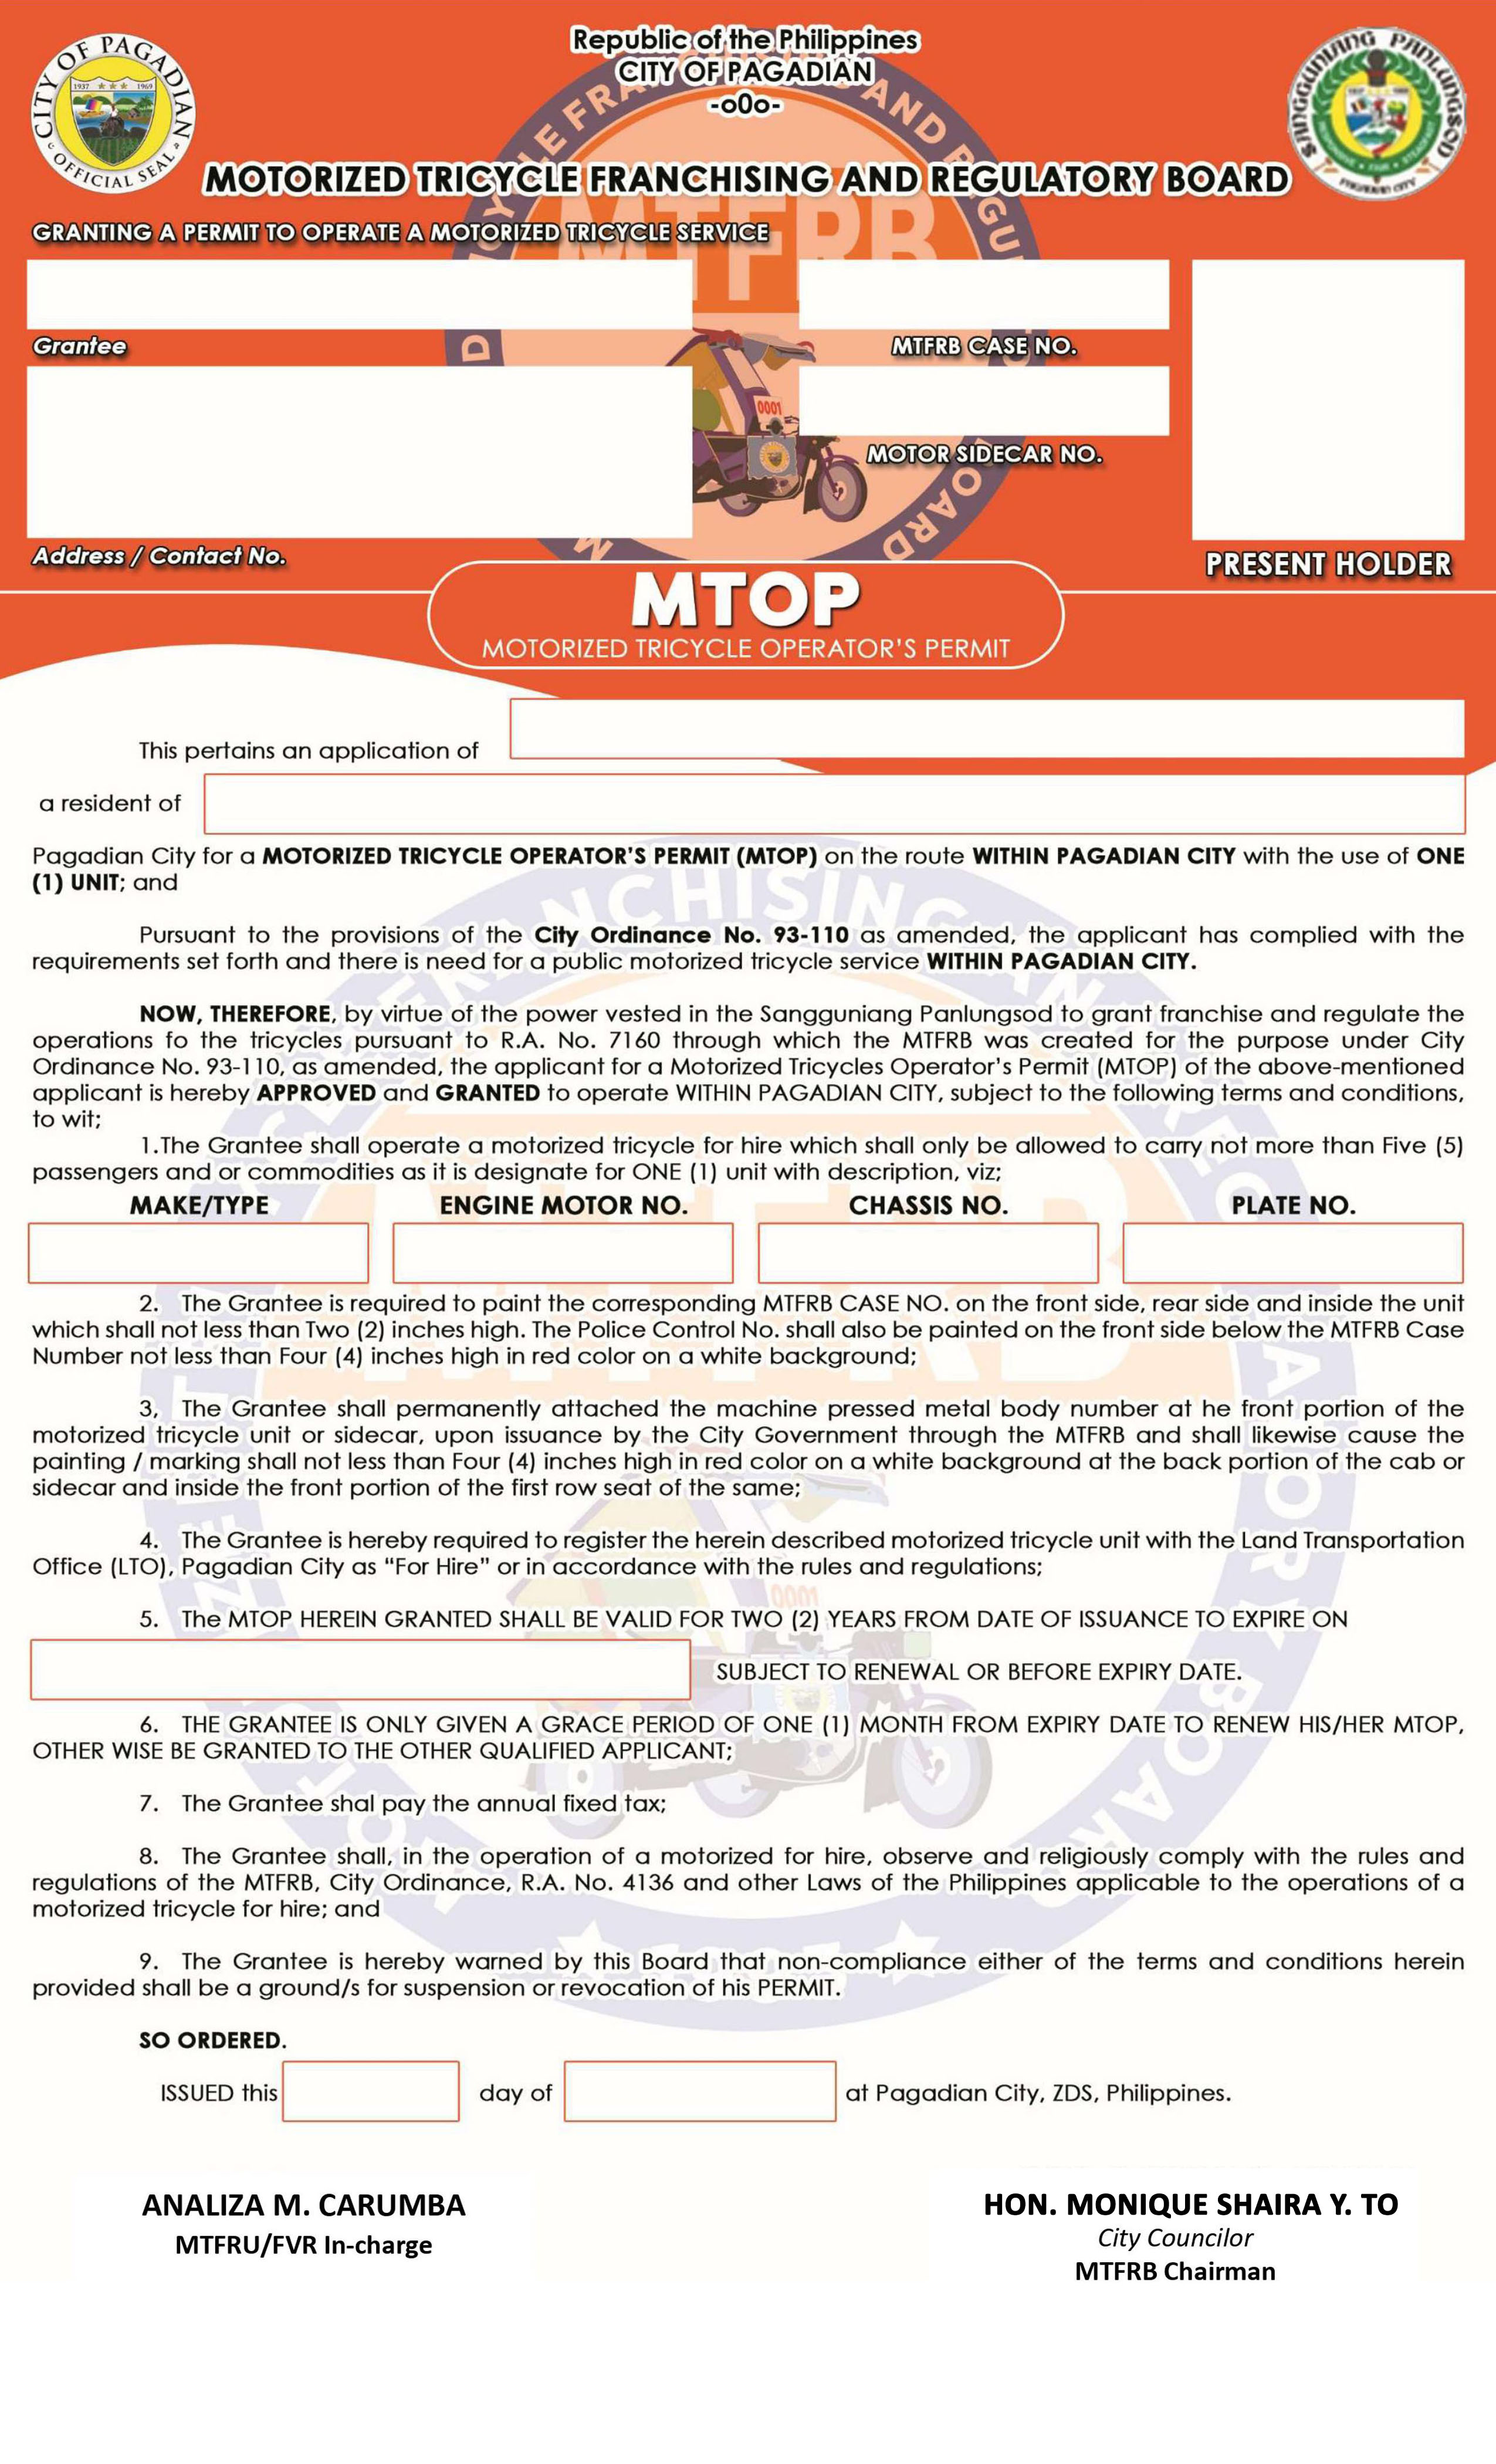 CITY OF PAGADIAN
1937 1969
OFFICIAL SEAL
Republic of the Philippines
CITY OF PAGADIAN
-o0o-
SANGGUNIANG PANLUNGSOD
PAGADIAN CITY
MOTORIZED TRICYCLE FRANCHISING AND REGULATORY BOARD
MTFRB
GRANTING A PERMIT TO OPERATE A MOTORIZED TRICYCLE SERVICE
Grantee
MTFRB CASE NO.
0001
MOTOR SIDECAR NO.
Address / Contact No.
PRESENT HOLDER
MTOP
MOTORIZED TRICYCLE OPERATOR'S PERMIT
This pertains an application of
a resident of
Pagadian City for a MOTORIZED TRICYCLE OPERATOR'S PERMIT (MTOP) on the route WITHIN PAGADIAN CITY with the use of ONE
(1) UNIT; and
Pursuant to the provisions of the City Ordinance No. 93-110 as amended, the applicant has complied with the
requirements set forth and there is need for a public motorized tricycle service WITHIN PAGADIAN CITY.
NOW, THEREFORE, by virtue of the power vested in the Sangguniang Panlungsod to grant franchise and regulate the
operations fo the tricycles pursuant to R.A. No. 7160 through which the MTFRB was created for the purpose under City
Ordinance No. 93-110, as amended, the applicant for a Motorized Tricycles Operator's Permit (MTOP) of the above-mentioned
applicant is hereby APPROVED and GRANTED to operate WITHIN PAGADIAN CITY, subject to the following terms and conditions,
to wit;
1.The Grantee shall operate a motorized tricycle for hire which shall only be allowed to carry not more than Five (5)
passengers and or commodities as it is designate for ONE (1) unit with description, viz;
MAKE/TYPE ENGINE MOTOR NO. CHASSIS NO. PLATE NO.
2. The Grantee is required to paint the corresponding MTFRB CASE NO. on the front side, rear side and inside the unit
which shall not less than Two (2) inches high. The Police Control No. shall also be painted on the front side below the MTFRB Case
Number not less than Four (4) inches high in red color on a white background;
3, The Grantee shall permanently attached the machine pressed metal body number at he front portion of the
motorized tricycle unit or sidecar, upon issuance by the City Government through the MTFRB and shall likewise cause the
painting / marking shall not less than Four (4) inches high in red color on a white background at the back portion of the cab or
sidecar and inside the front portion of the first row seat of the same;
4. The Grantee is hereby required to register the herein described motorized tricycle unit with the Land Transportation
Office (LTO), Pagadian City as "For Hire" or in accordance with the rules and regulations;
0001
5. The MTOP HEREIN GRANTED SHALL BE VALID FOR TWO (2) YEARS FROM DATE OF ISSUANCE TO EXPIRE ON
SUBJECT TO RENEWAL OR BEFORE EXPIRY DATE.
6. THE GRANTEE IS ONLY GIVEN A GRACE PERIOD OF ONE (1) MONTH FROM EXPIRY DATE TO RENEW HIS/HER MTOP,
OTHER WISE BE GRANTED TO THE OTHER QUALIFIED APPLICANT;
7. The Grantee shal pay the annual fixed tax;
8. The Grantee shall, in the operation of a motorized for hire, observe and religiously comply with the rules and
regulations of the MTFRB, City Ordinance, R.A. No. 4136 and other Laws of the Philippines applicable to the operations of a
motorized tricycle for hire; and
9. The Grantee is hereby warned by this Board that non-compliance either of the terms and conditions herein
provided shall be a ground/s for suspension or revocation of his PERMIT.
SO ORDERED.
ISSUED this day of at Pagadian City, ZDS, Philippines.
ANALIZA M. CARUMBA
MTFRU/FVR In-charge
HON. MONIQUE SHAIRA Y. TO
City Councilor
MTFRB Chairman